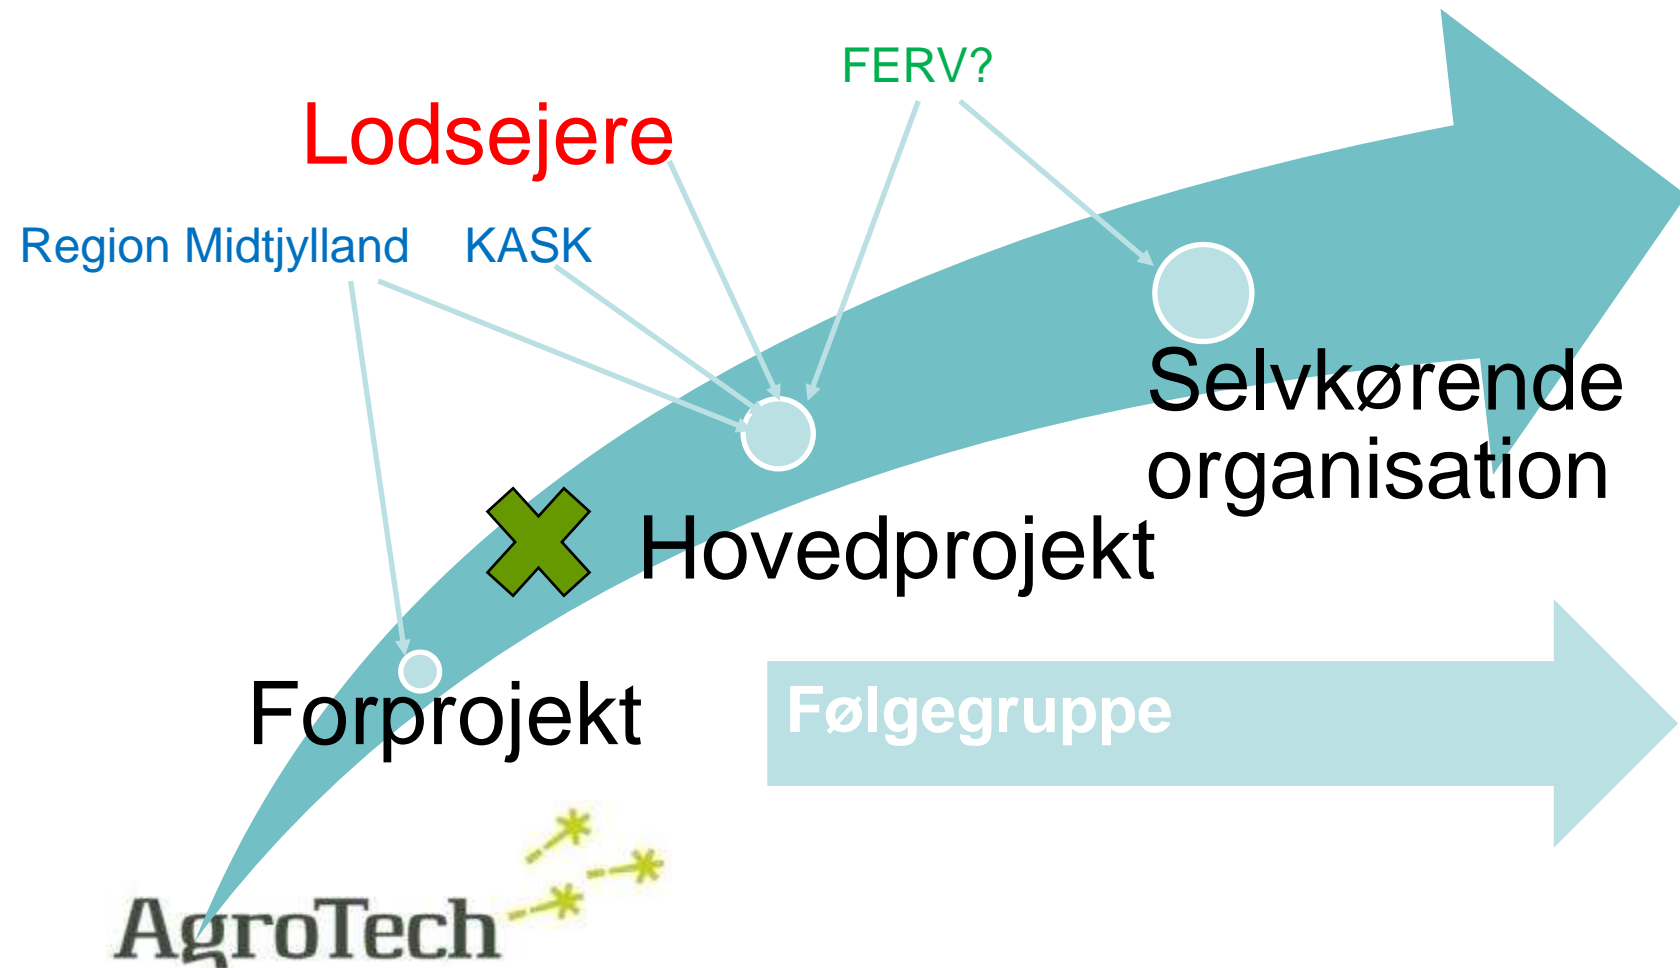 FERV?
Lodsejere
Region Midtjylland
KASK
Selvkørende
organisation
Hovedprojekt
Forprojekt
Følgegruppe
AgroTech